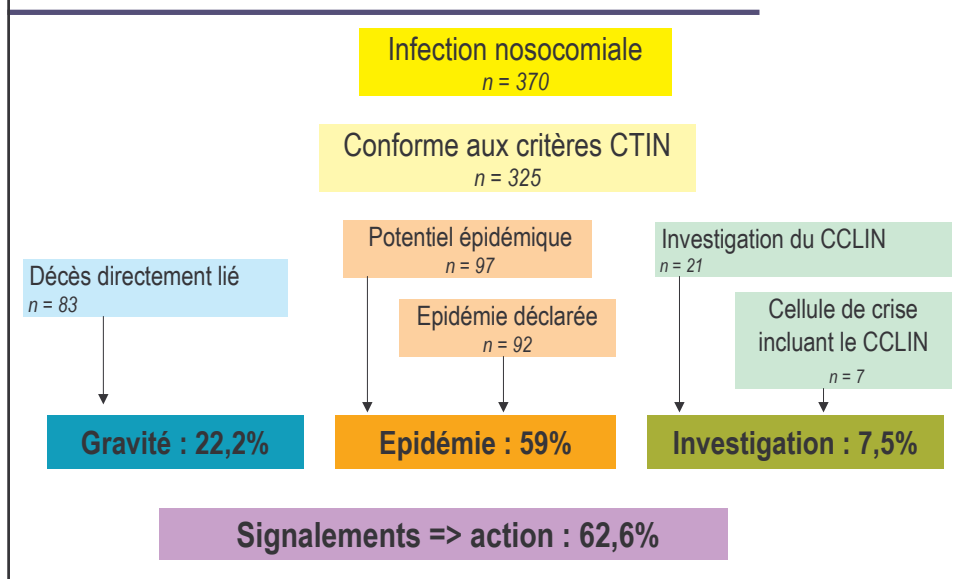 Infection nosocomiale
n = 370
Conforme aux critères CTIN
n = 325
Potentiel épidémique
n = 97
Investigation du CCLIN
n = 21
Décès directement lié
n = 83
Epidémie déclarée
n = 92
Cellule de crise
incluant le CCLIN
n = 7
Gravité : 22,2%
Epidémie : 59%
Investigation : 7,5%
Signalements => action : 62,6%